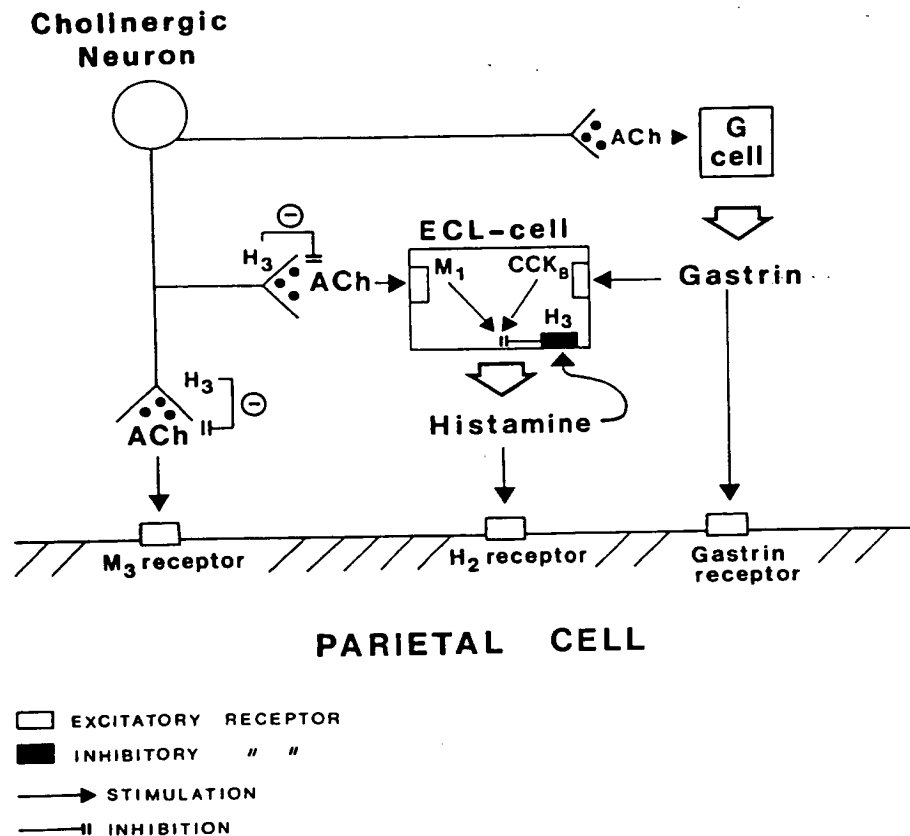 Cholinergic
Neuron
ACh
G
cell
⊖
H₃
ACh
ECL-cell
M₁
CCK_B
H₃
Gastrin
H₃
⊖
ACh
Histamine
M₃ receptor
H₂ receptor
Gastrin
receptor
PARIETAL CELL
EXCITATORY RECEPTOR
INHIBITORY " "
STIMULATION
INHIBITION